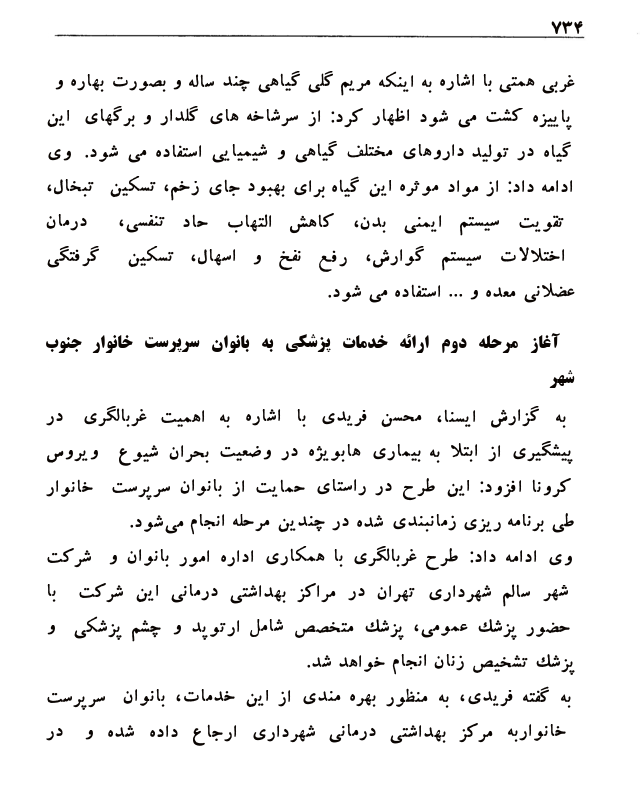 ۷۳۴
غربی همتی با اشاره به اینکه مریم گلی گیاهی چند ساله و بصورت بهاره و
پاییزه کشت می شود اظهار کرد: از سرشاخه های گلدار و برگهای این
گیاه در تولید داروهای مختلف گیاهی و شیمیایی استفاده می شود. وی
ادامه داد: از مواد موثره این گیاه برای بهبود جای زخم، تسکین تبخال،
تقویت سیستم ایمنی بدن، کاهش التهاب حاد تنفسی، درمان
اختلالات سیستم گوارش، رفع نفخ و اسهال، تسکین گرفتگی
عضلانی معده و ... استفاده می شود.
آغاز مرحله دوم ارائه خدمات پزشکی به بانوان سرپرست خانوار جنوب
شهر
به گزارش ایسنا، محسن فریدی با اشاره به اهمیت غربالگری در
پیشگیری از ابتلا به بیماری هابویژه در وضعیت بحران شیوع ویروس
کرونا افزود: این طرح در راستای حمایت از بانوان سرپرست خانوار
طی برنامه ریزی زمانبندی شده در چندین مرحله انجام می‌شود.
وی ادامه داد: طرح غربالگری با همکاری اداره امور بانوان و شرکت
شهر سالم شهرداری تهران در مراکز بهداشتی درمانی این شرکت با
حضور پزشک عمومی، پزشک متخصص شامل ارتوپد و چشم پزشکی و
پزشک تشخیص زنان انجام خواهد شد.
به گفته فریدی، به منظور بهره مندی از این خدمات، بانوان سرپرست
خانواربه مرکز بهداشتی درمانی شهرداری ارجاع داده شده و در